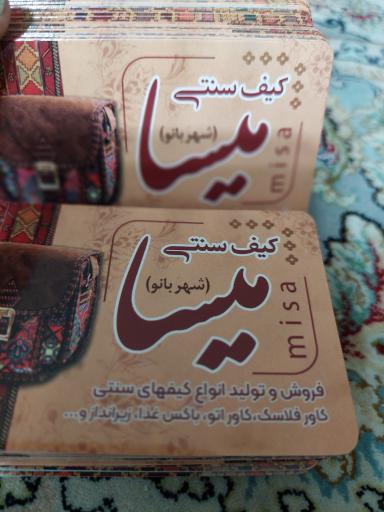 کیف سنتی
میسا
(شهربانو)
misa
کیف سنتی
میسا
(شهربانو)
misa
فروش و تولید انواع کیفهای سنتی
کاور فلاسک، کاور اتو، باکس غذا، زیرانداز و...